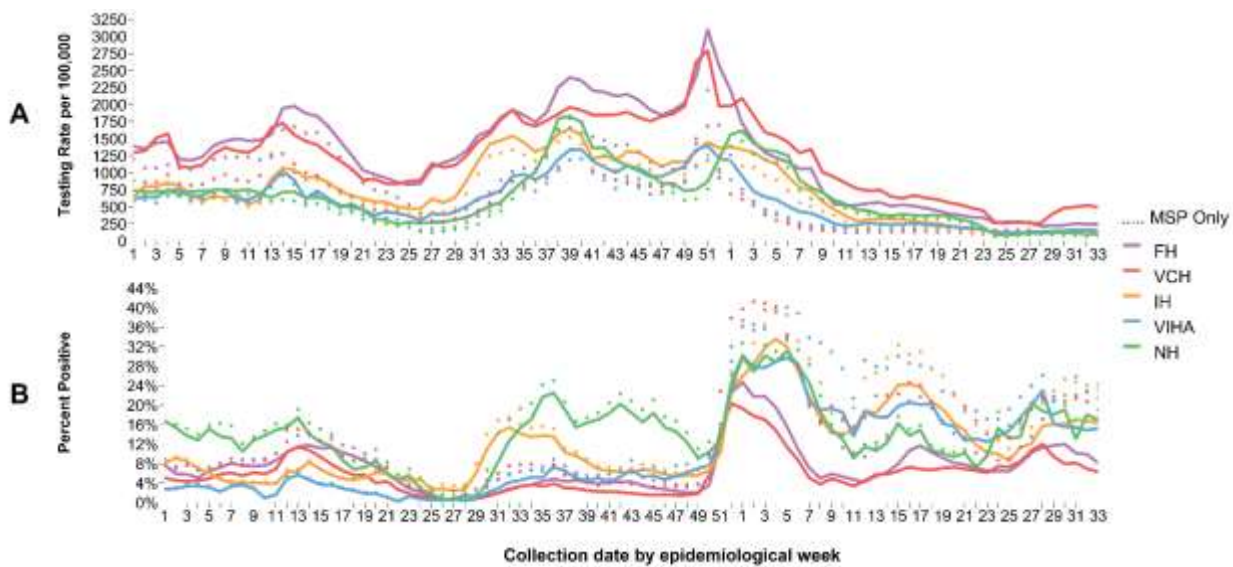 A
Testing Rate per 100,000
3250
3000
2750
2500
2250
2000
1750
1500
1250
1000
750
500
250
0
1 3 5 7 9 11 13 15 17 19 21 23 25 27 29 31 33 35 37 39 41 43 45 47 49 51 1 3 5 7 9 11 13 15 17 19 21 23 25 27 29 31 33
MSP Only
FH
VCH
IH
VIHA
NH
B
Percent Positive
44%
40%
36%
32%
28%
24%
20%
16%
12%
8%
4%
0%
1 3 5 7 9 11 13 15 17 19 21 23 25 27 29 31 33 35 37 39 41 43 45 47 49 51 1 3 5 7 9 11 13 15 17 19 21 23 25 27 29 31 33
Collection date by epidemiological week